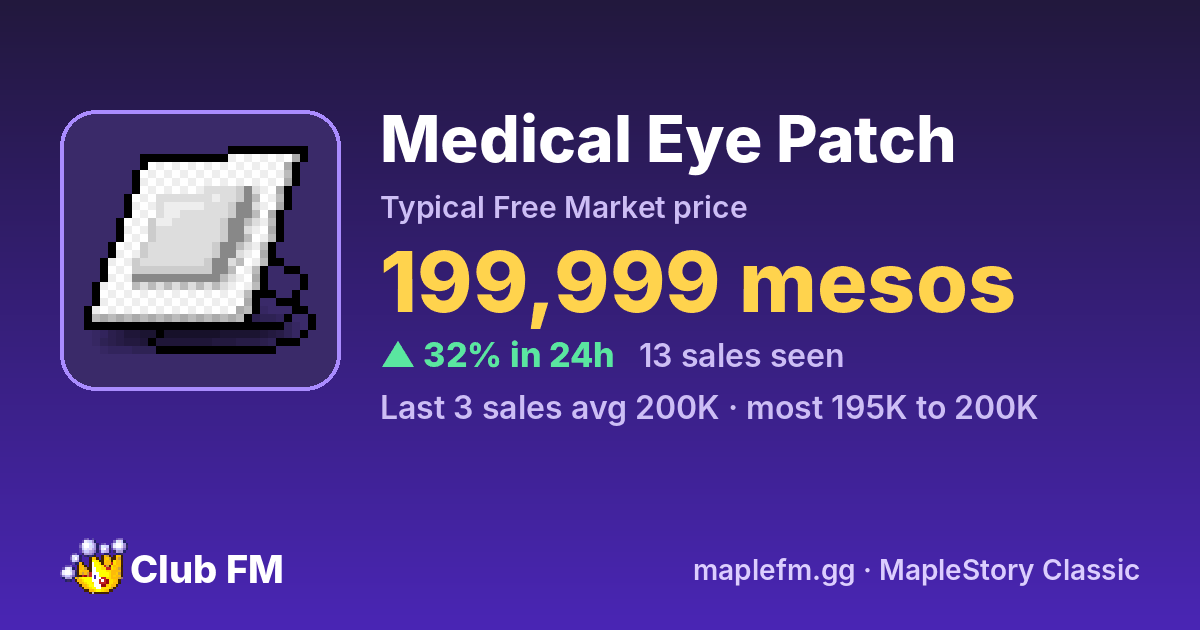 Medical Eye Patch
Typical Free Market price
199,999 mesos
▲ 32% in 24h 13 sales seen
Last 3 sales avg 200K · most 195K to 200K
Club FM
maplefm.gg · MapleStory Classic